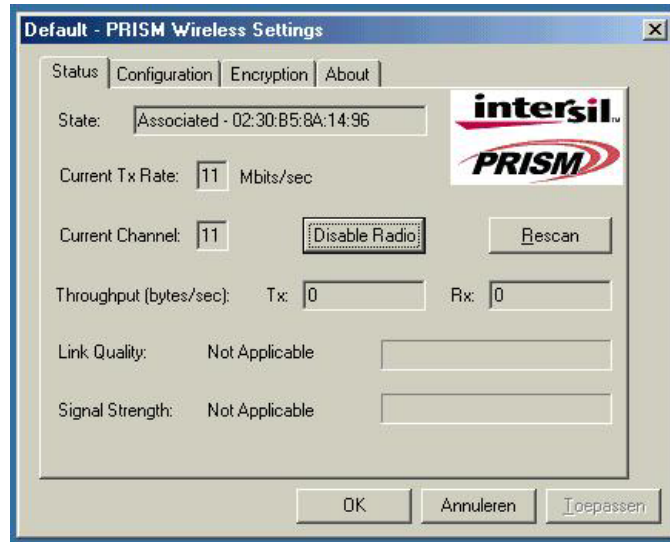 Default - PRISM Wireless Settings
Status Configuration Encryption About
State: Associated - 02:30:B5:8A:14:96
intersil™
PRISM
Current Tx Rate: 11 Mbits/sec
Current Channel: 11 Disable Radio Rescan
Throughput (bytes/sec): Tx: 0 Rx: 0
Link Quality: Not Applicable
Signal Strength: Not Applicable
OK Annuleren Toepassen